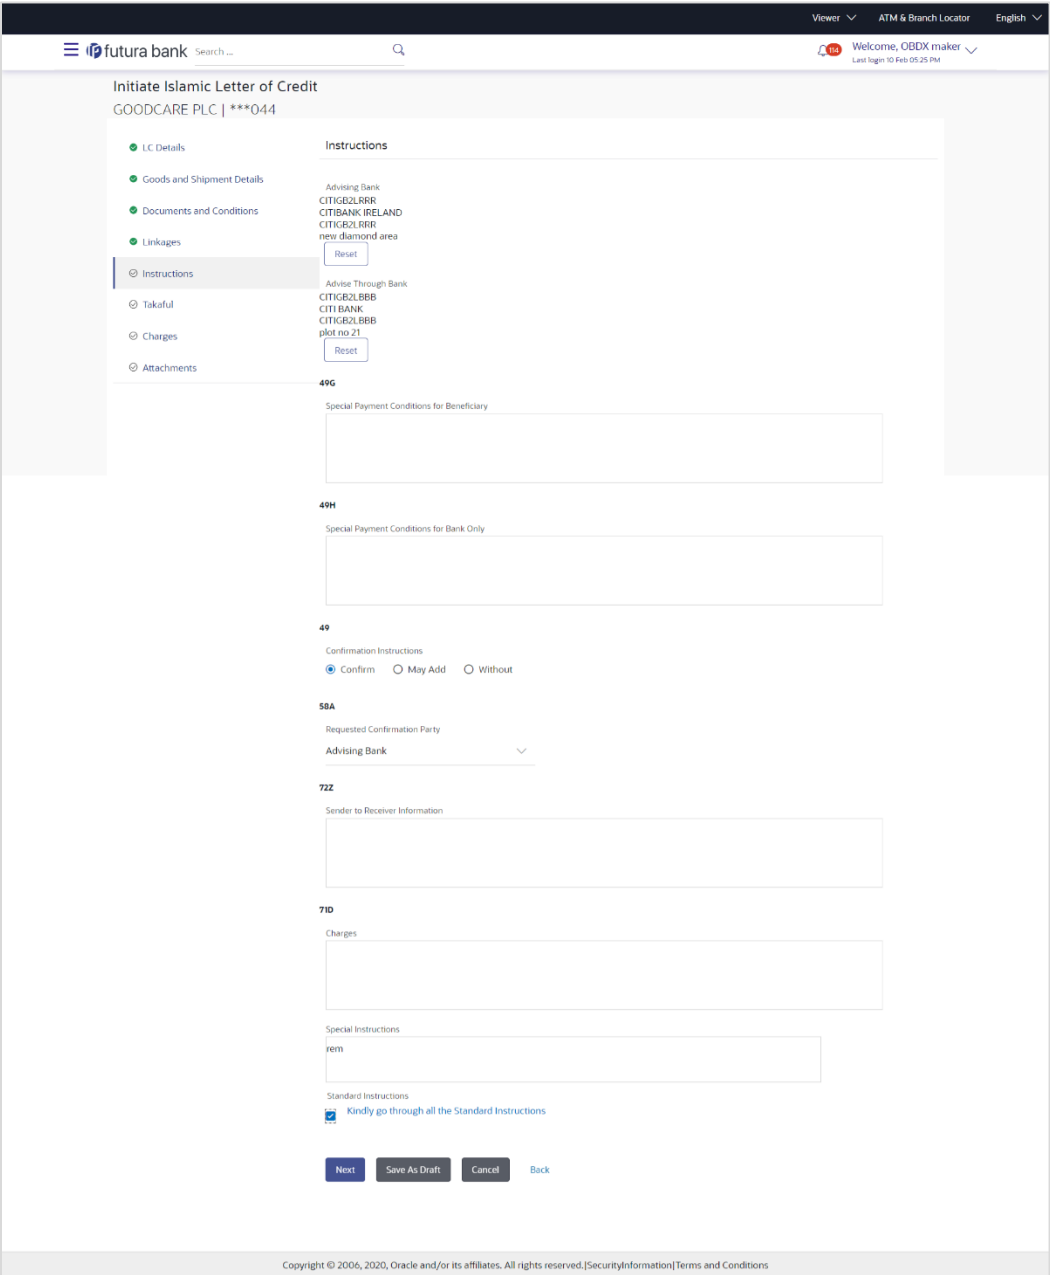 Viewer ATM & Branch Locator English
futura bank Search ... 114 Welcome, OBDX maker
Last login 10 Feb 05:25 PM
Initiate Islamic Letter of Credit
GOODCARE PLC | ***044
LC Details
Goods and Shipment Details
Documents and Conditions
Linkages
Instructions
Takaful
Charges
Attachments
Instructions
Advising Bank
CITIGB2LRRR
CITIBANK IRELAND
CITIGB2LRRR
new diamond area
Reset
Advise Through Bank
CITIGB2LBBB
CITI BANK
CITIGB2LBBB
plot no 21
Reset
49G
Special Payment Conditions for Beneficiary
49H
Special Payment Conditions for Bank Only
49
Confirmation Instructions
Confirm May Add Without
58A
Requested Confirmation Party
Advising Bank
72Z
Sender to Receiver Information
71D
Charges
Special Instructions
rem
Standard Instructions
Kindly go through all the Standard Instructions
Next Save As Draft Cancel Back
Copyright © 2006, 2020, Oracle and/or its affiliates. All rights reserved.|SecurityInformation|Terms and Conditions